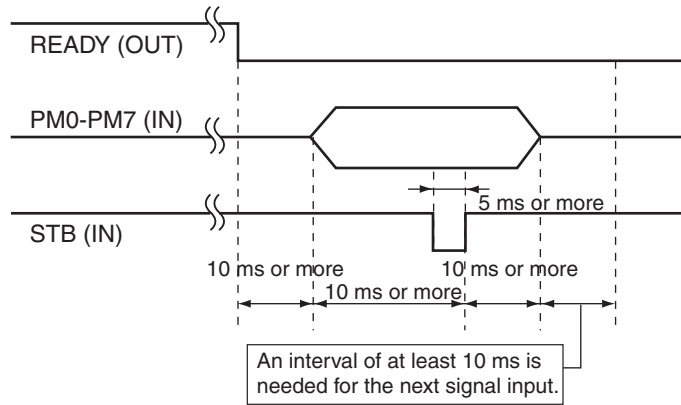 READY (OUT)
PM0-PM7 (IN)
5 ms or more
STB (IN)
10 ms or more
10 ms or more
10 ms or more
An interval of at least 10 ms is
needed for the next signal input.